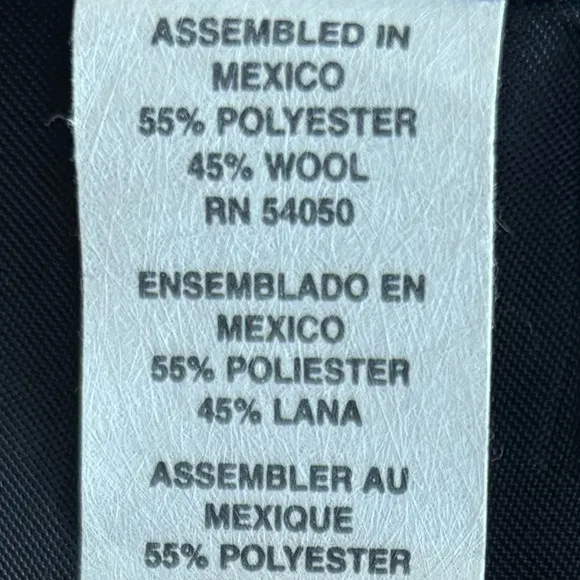 ASSEMBLED IN
MEXICO
55% POLYESTER
45% WOOL
RN 54050
ENSEMBLADO EN
MEXICO
55% POLIESTER
45% LANA
ASSEMBLER AU
MEXIQUE
55% POLYESTER